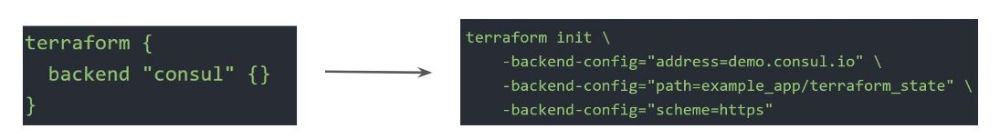 terraform {
  backend "consul" {}
}
terraform init \
    -backend-config="address=demo.consul.io" \
    -backend-config="path=example_app/terraform_state" \
    -backend-config="scheme=https"